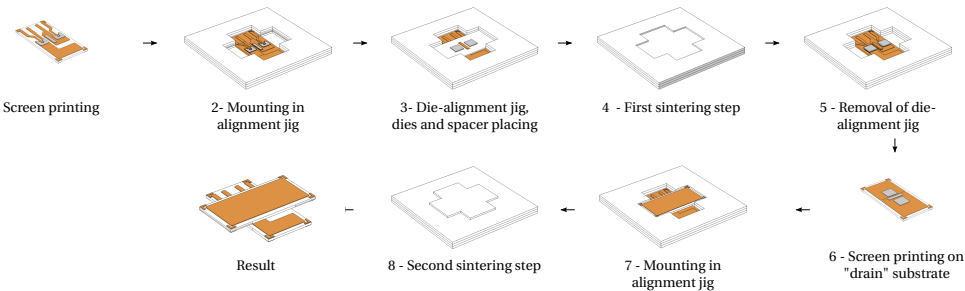 Screen printing
2- Mounting in
alignment jig
3- Die-alignment jig,
dies and spacer placing
4 - First sintering step
5 - Removal of die-
alignment jig
6 - Screen printing on
"drain" substrate
7 - Mounting in
alignment jig
8 - Second sintering step
Result